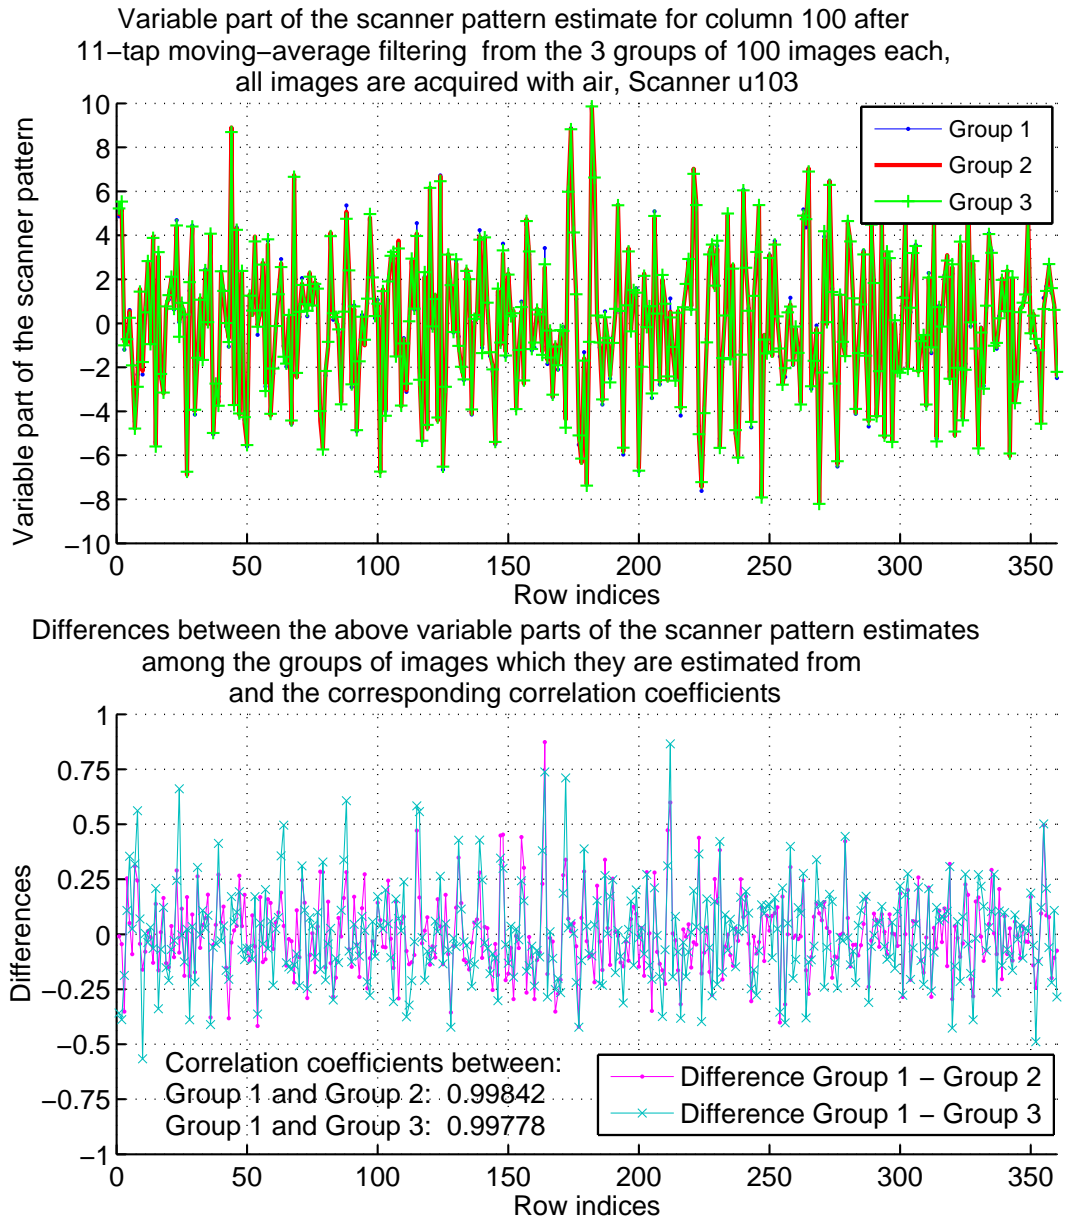 Variable part of the scanner pattern estimate for column 100 after
11−tap moving−average filtering from the 3 groups of 100 images each,
all images are acquired with air, Scanner u103
Variable part of the scanner pattern
10
8
6
4
2
0
−2
−4
−6
−8
−10
Group 1
Group 2
Group 3
0 50 100 150 200 250 300 350
Row indices
Differences between the above variable parts of the scanner pattern estimates
among the groups of images which they are estimated from
and the corresponding correlation coefficients
Differences
1
0.75
0.5
0.25
0
−0.25
−0.5
−0.75
−1
Correlation coefficients between:
Group 1 and Group 2: 0.99842
Group 1 and Group 3: 0.99778
Difference Group 1 − Group 2
Difference Group 1 − Group 3
0 50 100 150 200 250 300 350
Row indices